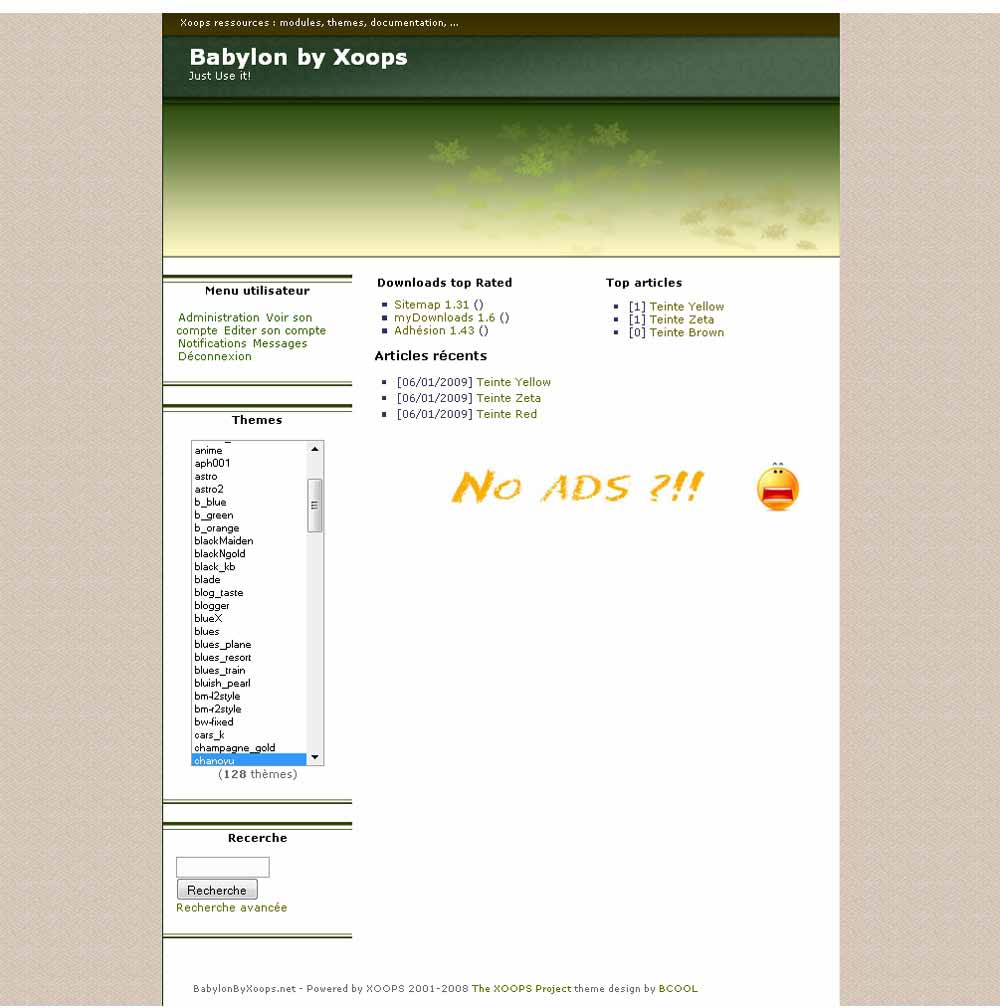 Xoops ressources : modules, themes, documentation, ...
Babylon by Xoops
Just Use it!
Menu utilisateur
Administration Voir son
compte Editer son compte
Notifications Messages
Déconnexion
Themes
anime
aph001
astro
astro2
b_blue
b_green
b_orange
blackMaiden
blackNgold
black_kb
blade
blog_taste
blogger
blueX
blues
blues_plane
blues_resort
blues_train
bluish_pearl
bm-l2style
bm-r2style
bw-fixed
cars_k
champagne_gold
chanoyu
(128 thèmes)
Recerche
Recherche
Recherche avancée
Downloads top Rated
Sitemap 1.31 ()
myDownloads 1.6 ()
Adhésion 1.43 ()
Top articles
[1] Teinte Yellow
[1] Teinte Zeta
[0] Teinte Brown
Articles récents
[06/01/2009] Teinte Yellow
[06/01/2009] Teinte Zeta
[06/01/2009] Teinte Red
No ADS ?!!
BabylonByXoops.net - Powered by XOOPS 2001-2008 The XOOPS Project theme design by BCOOL